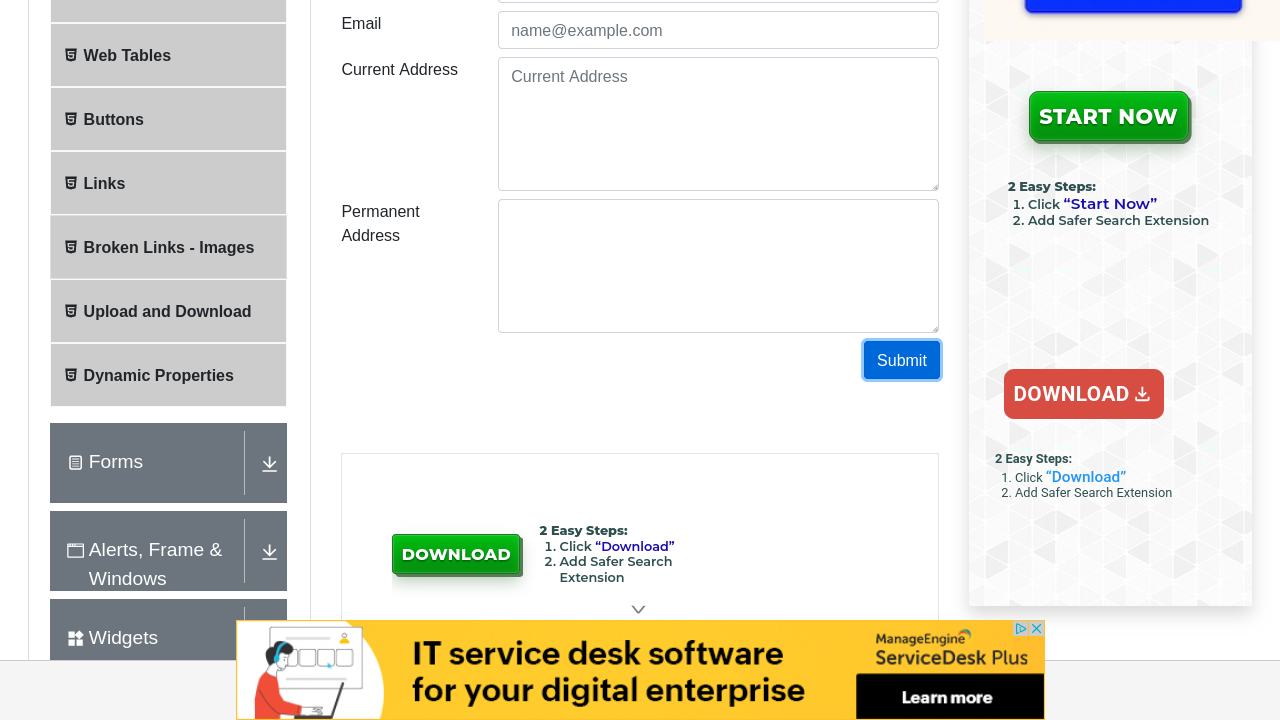 Web Tables
Buttons
Links
Broken Links - Images
Upload and Download
Dynamic Properties
Forms
Alerts, Frame &
Windows
Widgets
Email
name@example.com
Current Address
Current Address
Permanent
Address
Submit
DOWNLOAD
2 Easy Steps:
1. Click “Download”
2. Add Safer Search
Extension
START NOW
2 Easy Steps:
1. Click “Start Now”
2. Add Safer Search Extension
DOWNLOAD
2 Easy Steps:
1. Click “Download”
2. Add Safer Search Extension
IT service desk software
for your digital enterprise
ManageEngine
ServiceDesk Plus
Learn more